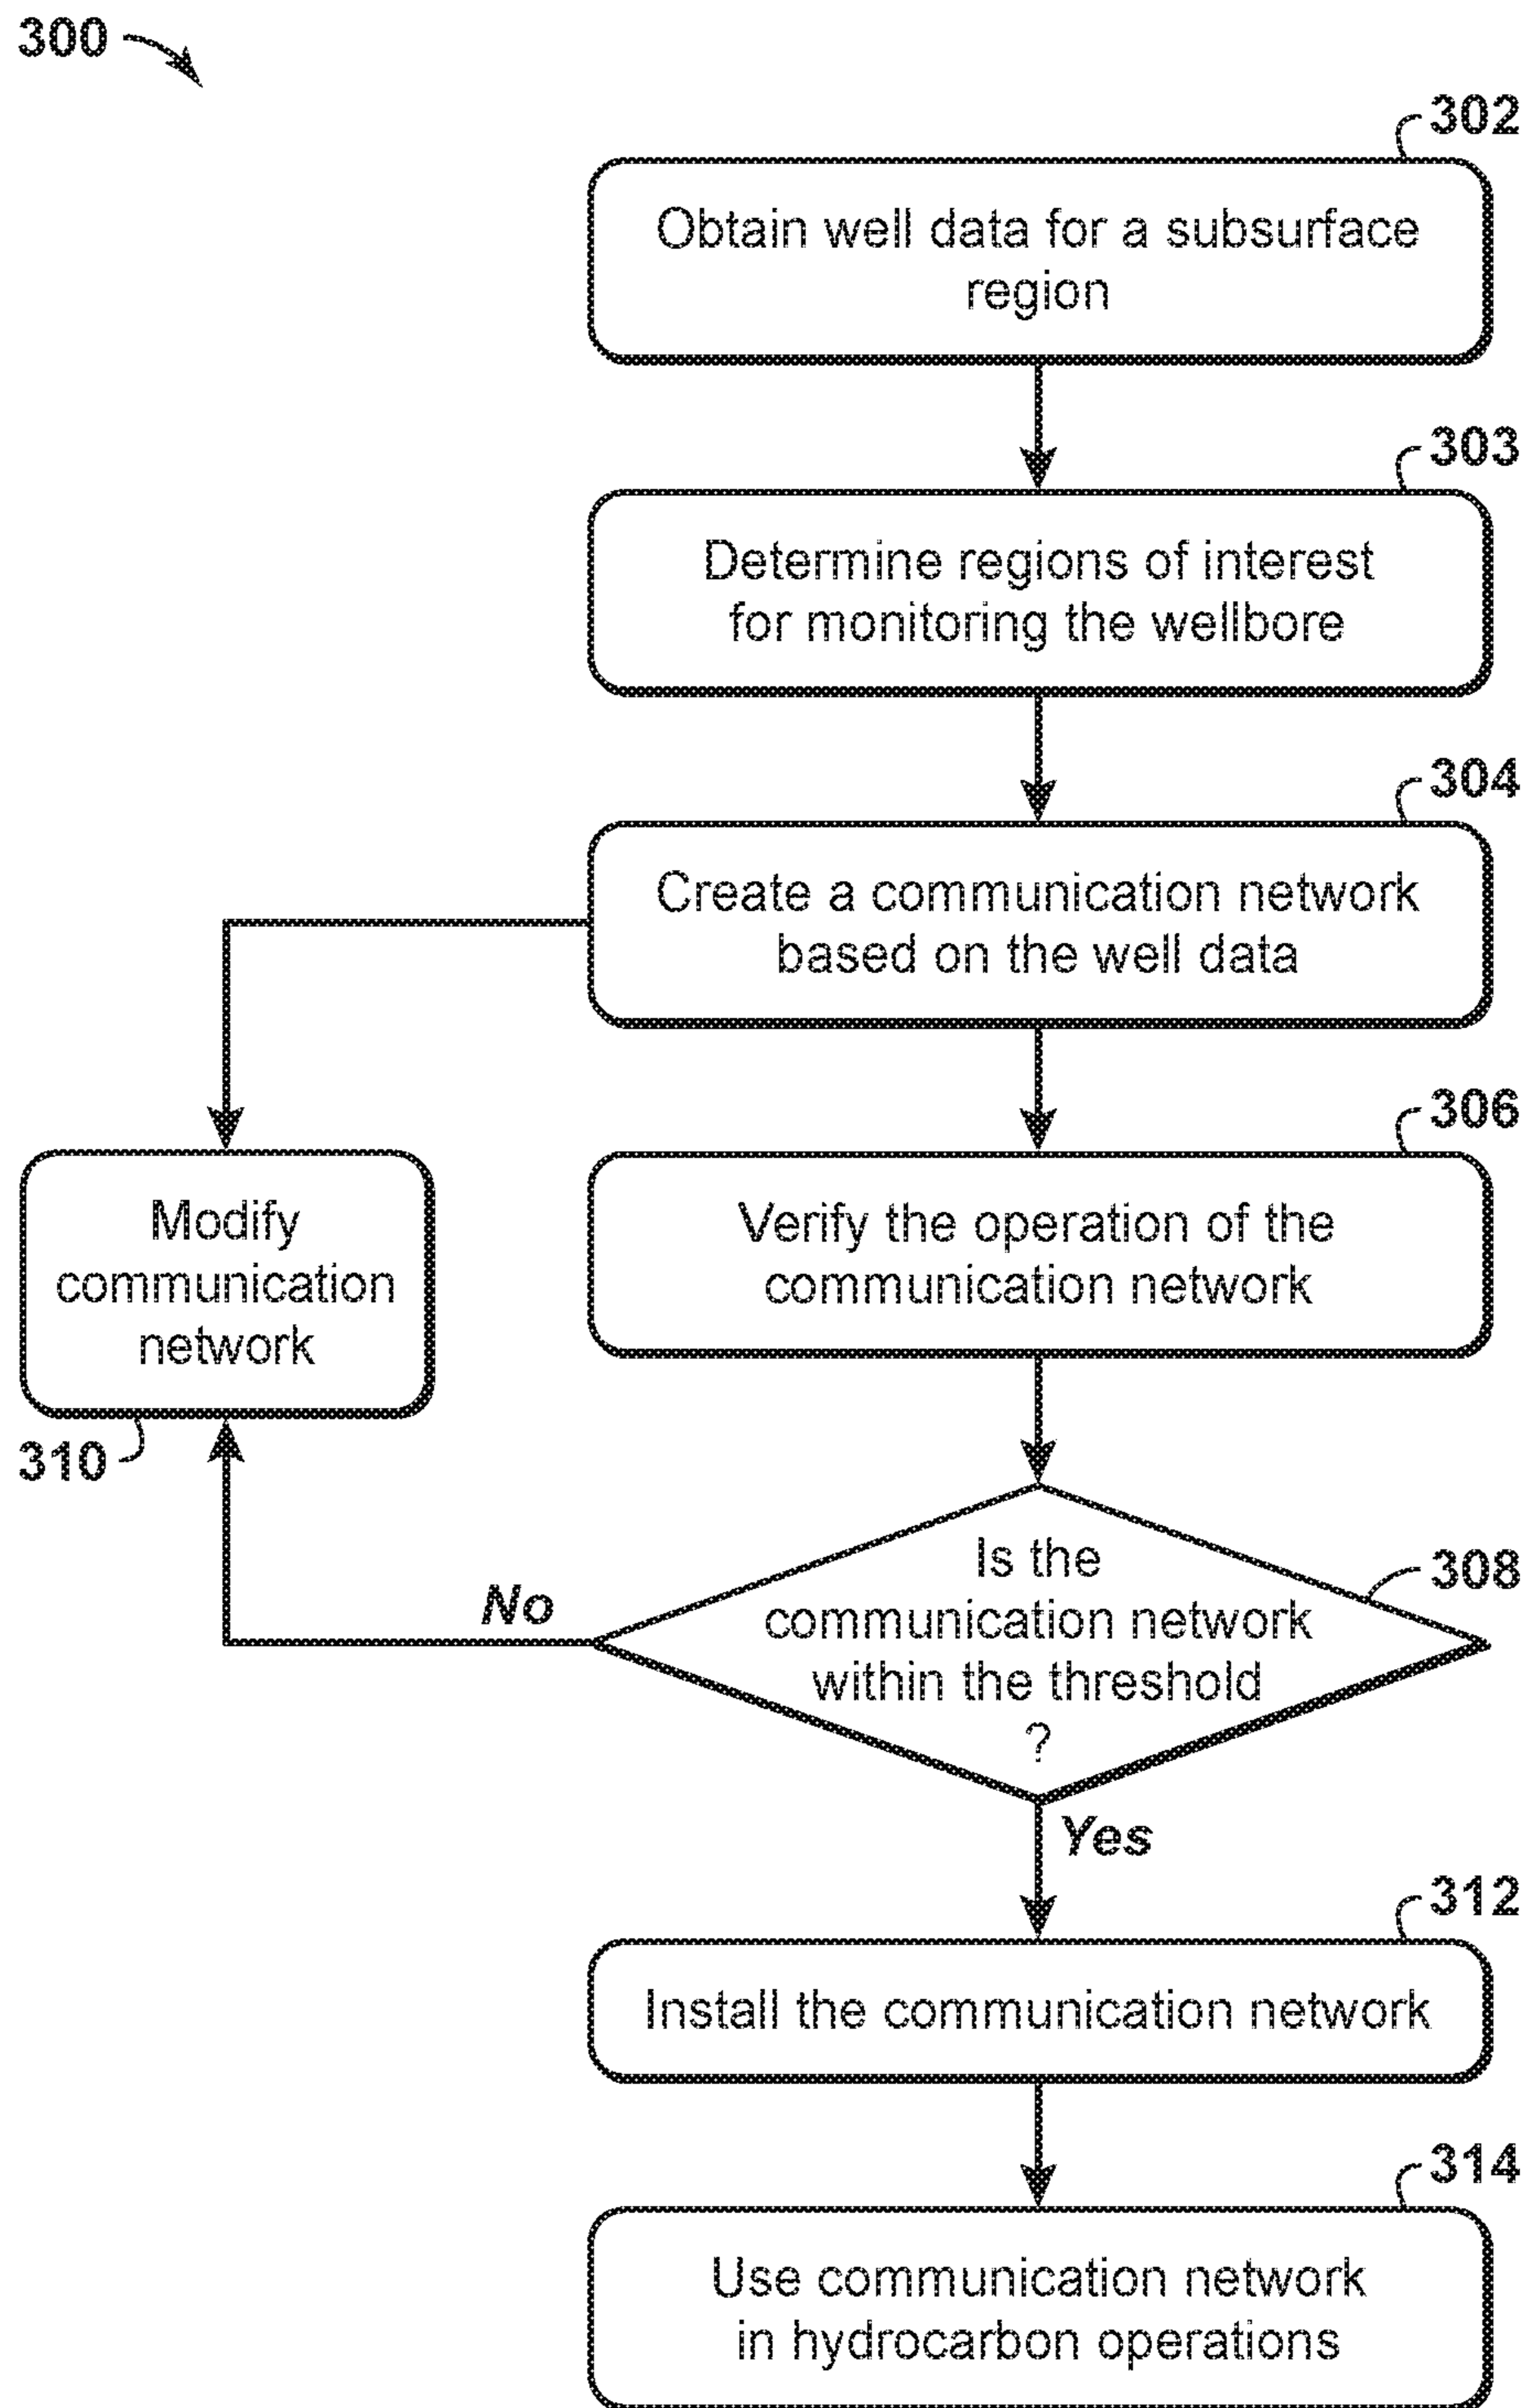 300
302
Obtain well data for a subsurface
region
303
Determine regions of interest
for monitoring the wellbore
304
Create a communication network
based on the well data
306
Verify the operation of the
communication network
Modify
communication
network
310
308
Is the
communication network
within the threshold
?
No
Yes
312
Install the communication network
314
Use communication network
in hydrocarbon operations